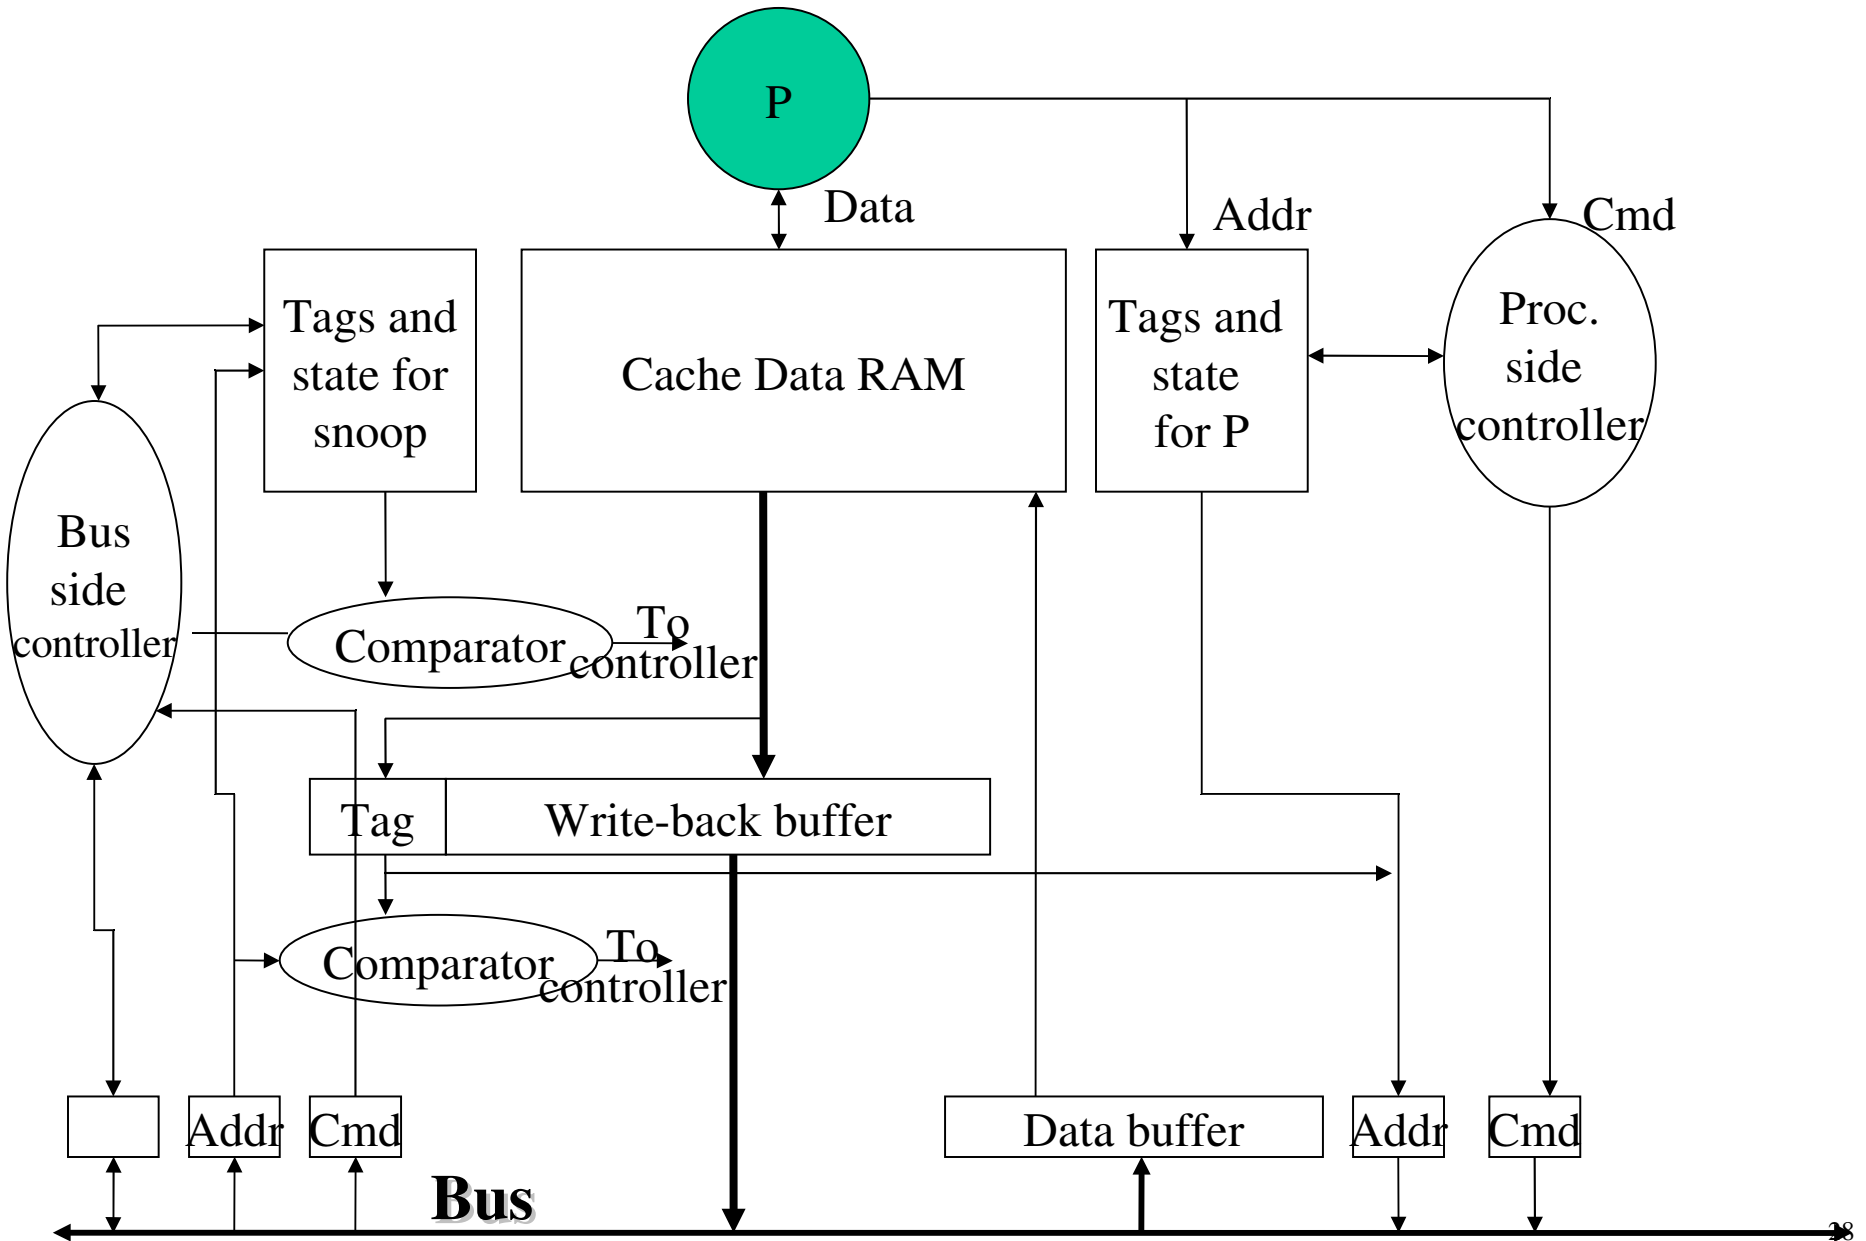 P
Data
Addr
Cmd
Tags and
state for
snoop
Cache Data RAM
Tags and
state
for P
Proc.
side
controller
Bus
side
controller
Comparator
To
controller
Tag
Write-back buffer
Comparator
To
controller
Addr
Cmd
Data buffer
Addr
Cmd
Bus
28